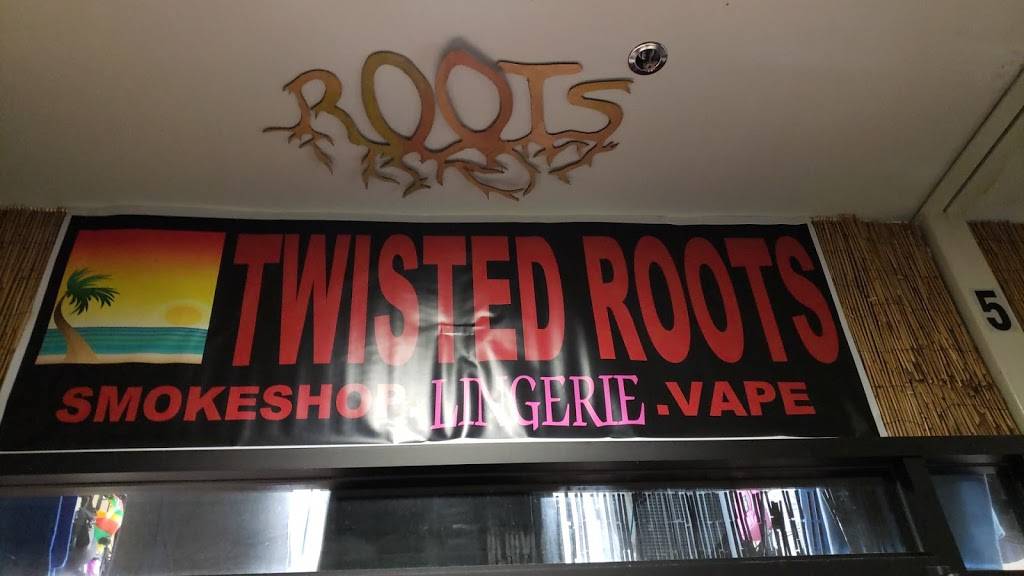 ROOTS
TWISTED ROOTS
SMOKESHOP.LINGERIE.VAPE
5